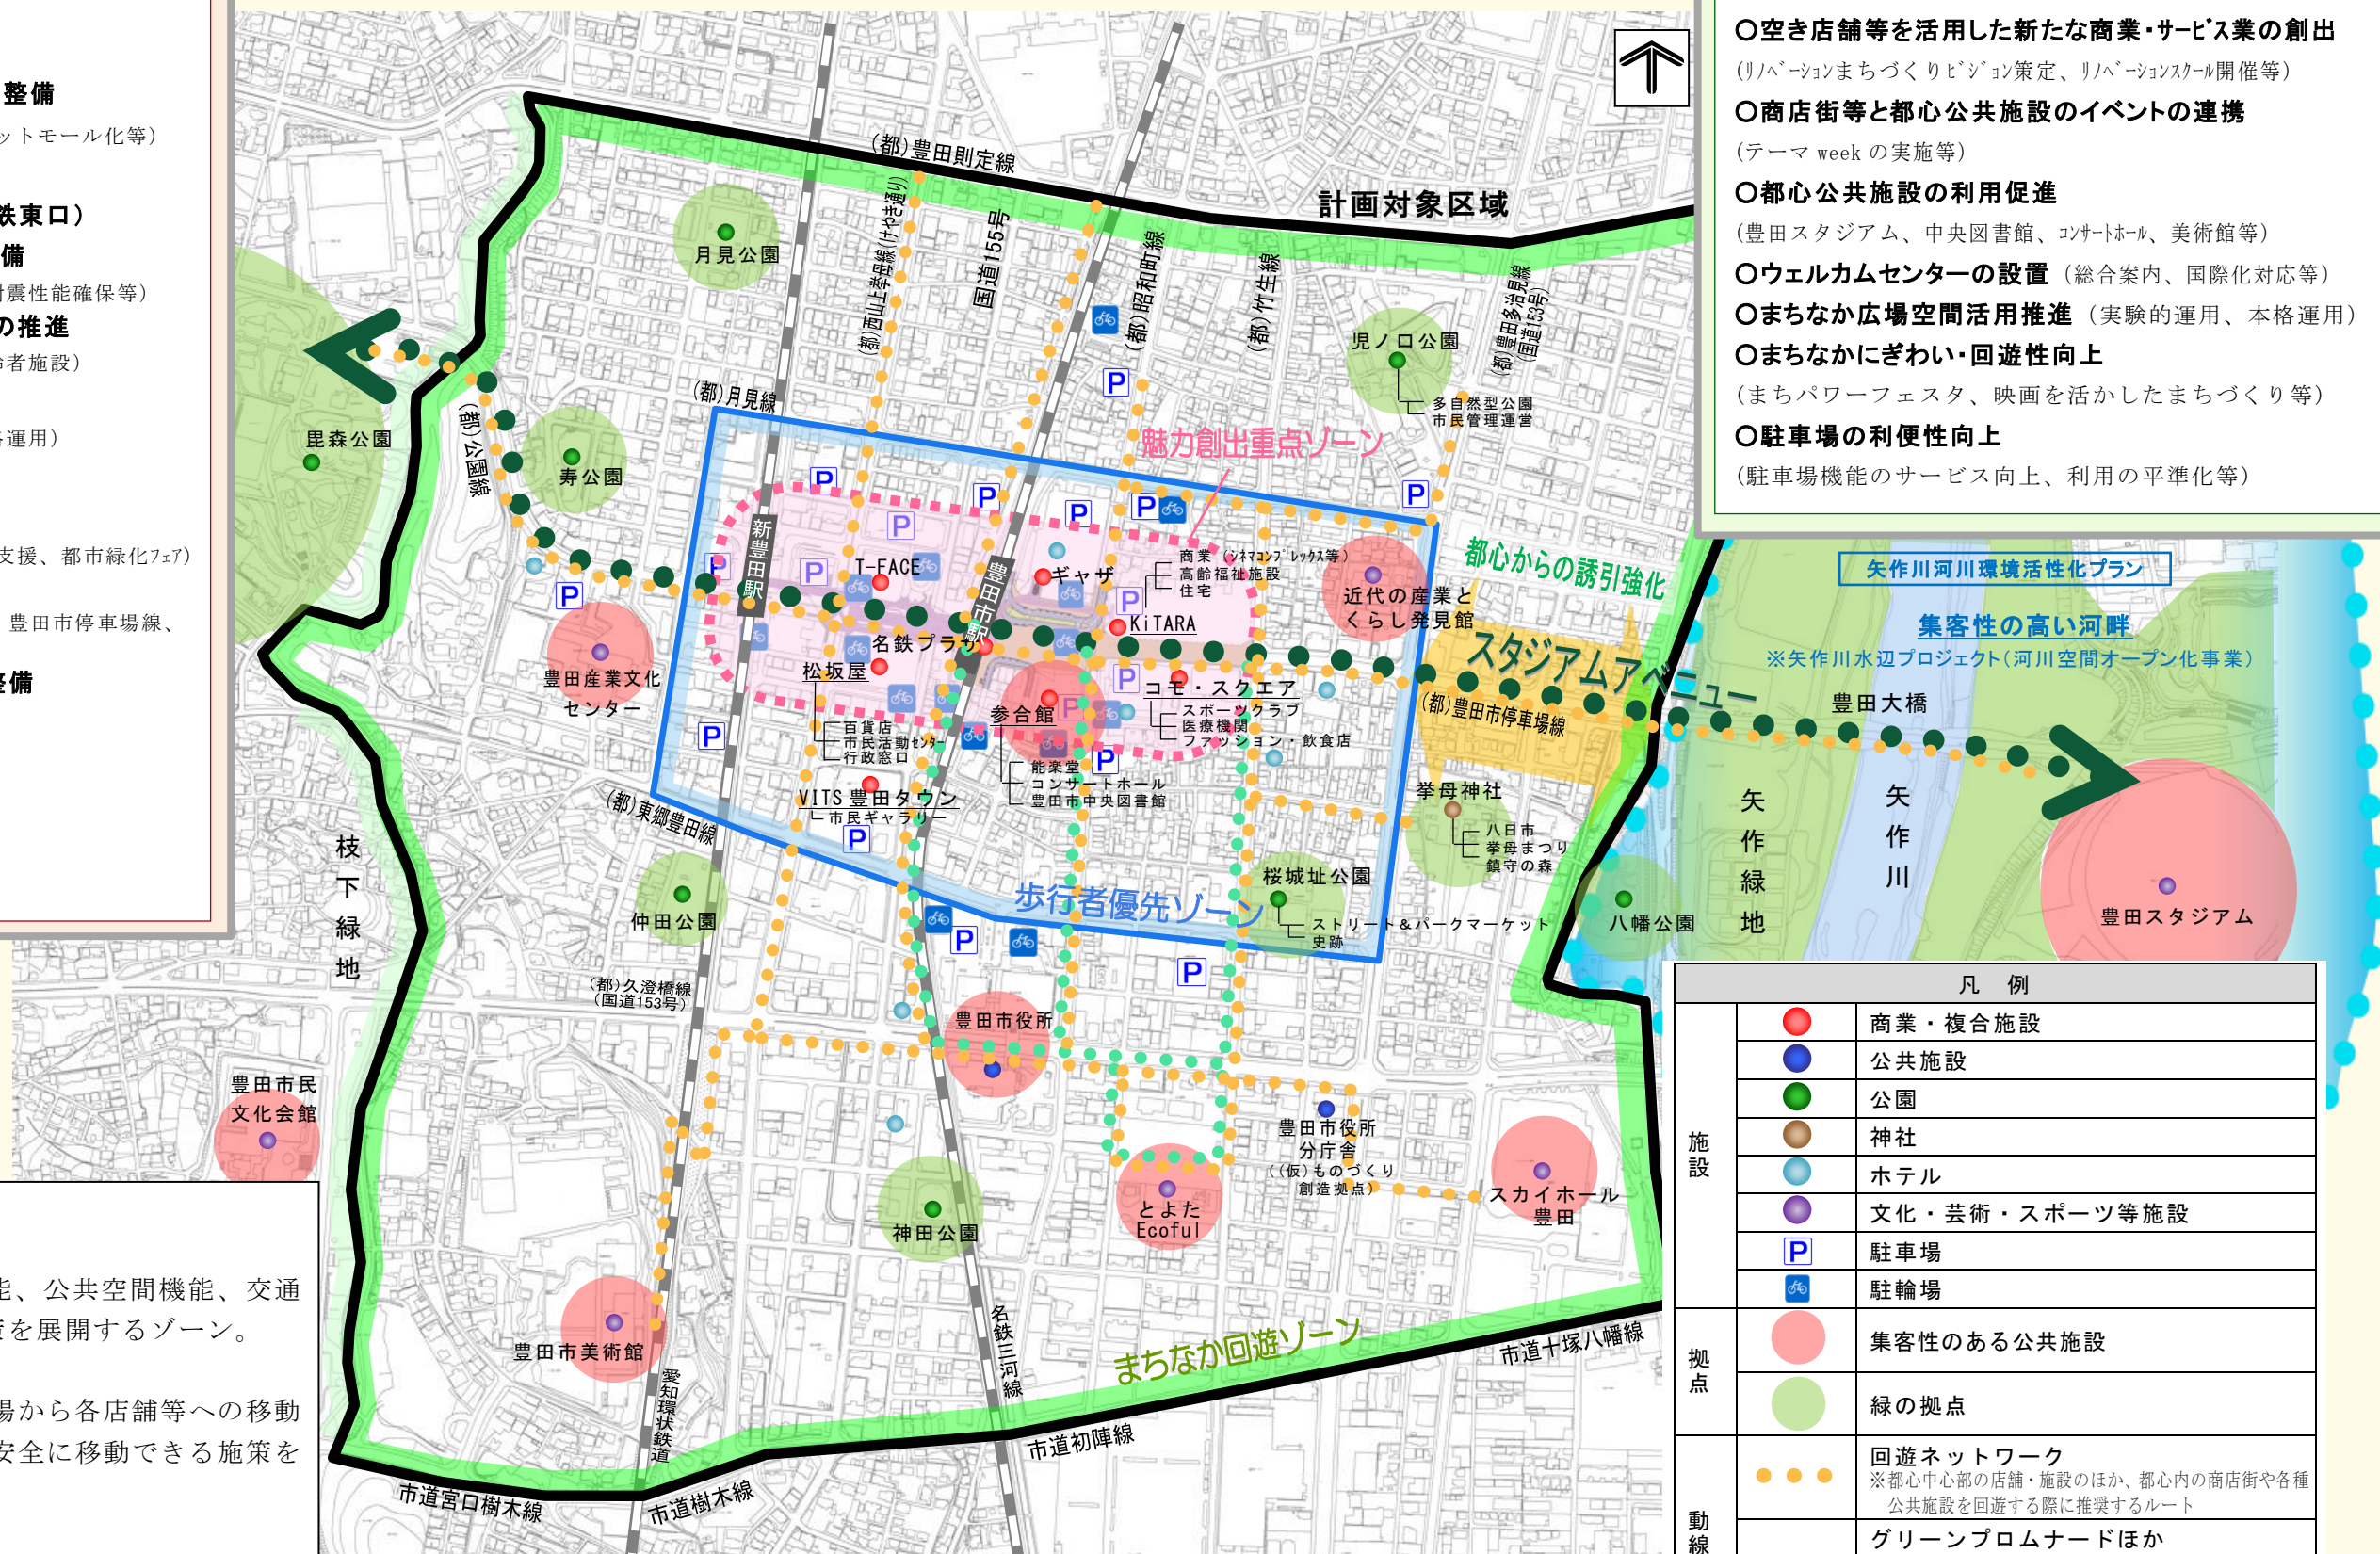 整備
ットモール化等）
鉄東口）
備
耐震性能確保等）
の推進
齢者施設）
運用）
支援、都市緑化ﾌｪｱ）
豊田市停車場線、
整備
能、公共空間機能、交通
策を展開するゾーン。
場から各店舗等への移動
安全に移動できる施策を
○空き店舗等を活用した新たな商業・ｻｰﾋﾞｽ業の創出
（ﾘﾉﾍﾞｰｼｮﾝまちづくりﾋﾞｼﾞｮﾝ策定、ﾘﾉﾍﾞｰｼｮﾝｽｸｰﾙ開催等）
○商店街等と都心公共施設のイベントの連携
（テーマ week の実施等）
○都心公共施設の利用促進
（豊田スタジアム、中央図書館、ｺﾝｻｰﾄﾎｰﾙ、美術館等）
○ウェルカムセンターの設置（総合案内、国際化対応等）
○まちなか広場空間活用推進（実験的運用、本格運用）
○まちなかにぎわい・回遊性向上
（まちパワーフェスタ、映画を活かしたまちづくり等）
○駐車場の利便性向上
（駐車場機能のサービス向上、利用の平準化等）
計画対象区域
(都)豊田則定線
(都)西山上挙母線(けやき通り)
国道155号
(都)昭和町線
(都)竹生線
(都)豊田多治見線
(国道153号)
月見公園
児ノ口公園
多自然型公園
市民管理運営
(都)月見線
(都)公園線
毘森公園
寿公園
魅力創出重点ゾーン
新豊田駅
豊田市駅
T-FACE
ギャザ
商業（ｼﾈﾏｺﾝﾌﾟﾚｯｸｽ等）
高齢福祉施設
住宅
KiTARA
近代の産業と
くらし発見館
都心からの誘引強化
スタジアムアベニュー
(都)豊田市停車場線
矢作川河川環境活性化プラン
集客性の高い河畔
※矢作川水辺プロジェクト（河川空間オープン化事業）
豊田大橋
名鉄プラザ
松坂屋
百貨店
市民活動ｾﾝﾀｰ
行政窓口
豊田産業文化
センター
参合館
能楽堂
コンサートホール
豊田市中央図書館
コモ・スクエア
スポーツクラブ
医療機関
ファッション・飲食店
VITS 豊田タウン
市民ギャラリー
(都)東郷豊田線
挙母神社
八日市
挙母まつり
鎮守の森
矢作緑地
矢作川
豊田スタジアム
八幡公園
桜城址公園
ストリート＆パークマーケット
史跡
歩行者優先ゾーン
仲田公園
枝下緑地
(都)久澄橋線
(国道153号)
豊田市役所
豊田市民
文化会館
豊田市役所
分庁舎
((仮)ものづくり
創造拠点)
スカイホール
豊田
とよた
Ecoful
神田公園
豊田市美術館
愛知環状鉄道
名鉄三河線
まちなか回遊ゾーン
市道十塚八幡線
市道初陣線
市道樹木線
市道宮口樹木線
凡　例
施設
商業・複合施設
公共施設
公園
神社
ホテル
文化・芸術・スポーツ等施設
P 駐車場
駐輪場
拠点
集客性のある公共施設
緑の拠点
動線
回遊ネットワーク
※都心中心部の店舗・施設のほか、都心内の商店街や各種
公共施設を回遊する際に推奨するルート
グリーンプロムナードほか